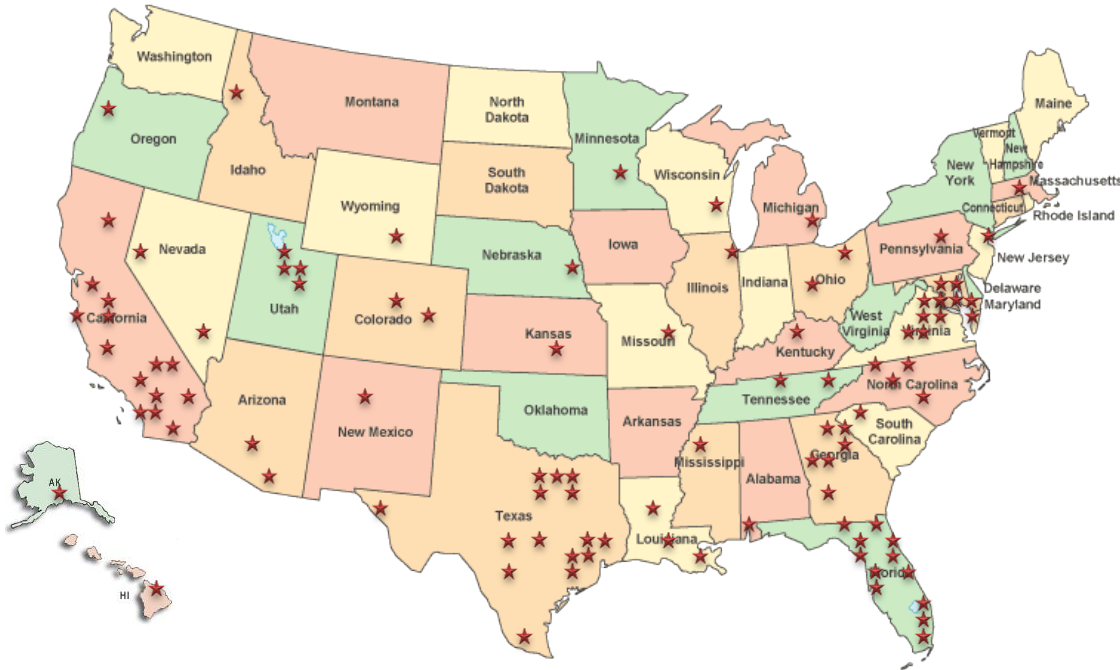 Washington
Montana
North
Dakota
Minnesota
Maine
Vermont
New
Hampshire
Oregon
Idaho
South
Dakota
Wisconsin
New
York
Massachusetts
Michigan
Wyoming
Connecticut
Rhode Island
Nevada
Iowa
Pennsylvania
New Jersey
Nebraska
Illinois
Indiana
Ohio
Delaware
Maryland
Utah
California
Colorado
Kansas
Missouri
West
Virginia
Virginia
Kentucky
Arizona
New Mexico
Oklahoma
Arkansas
Tennessee
North Carolina
South
Carolina
Mississippi
Alabama
Georgia
AK
Texas
Louisiana
Florida
HI